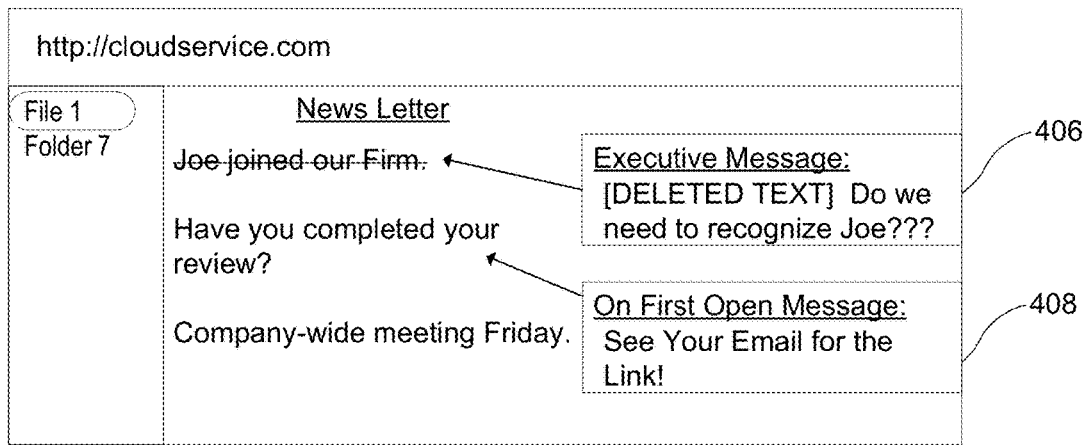 http://cloudservice.com
File 1
Folder 7
News Letter
Joe joined our Firm.
Have you completed your
review?
Company-wide meeting Friday.
Executive Message:
[DELETED TEXT] Do we
need to recognize Joe???
406
On First Open Message:
See Your Email for the
Link!
408